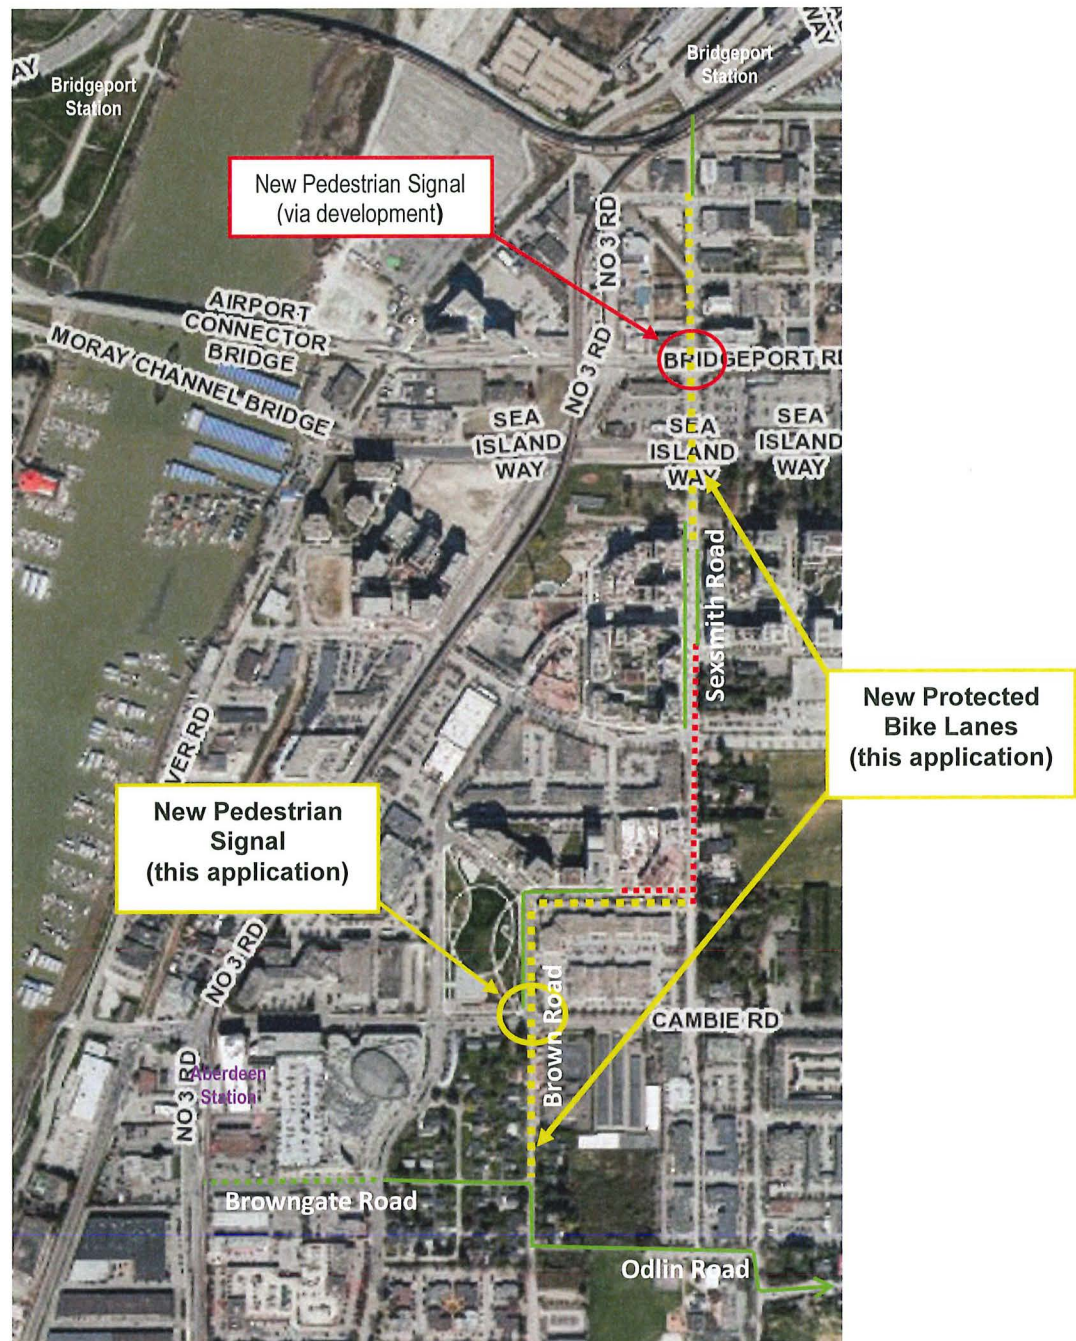 Bridgeport
Station
Bridgeport
Station
AY
NAY
New Pedestrian Signal
(via development)
NO 3 RD
AIRPORT
CONNECTOR
BRIDGE
MORAY CHANNEL BRIDGE
NO 3 RD
BRIDGEPORT RD
SEA
ISLAND
WAY
SEA
ISLAND
WAY
SEA
ISLAND
WAY
Sexsmith Road
New Protected
Bike Lanes
(this application)
VER RD
New Pedestrian
Signal
(this application)
NO 3 RD
Brown Road
CAMBIE RD
NO 3 RD
Aberdeen
Station
Browngate Road
Odlin Road